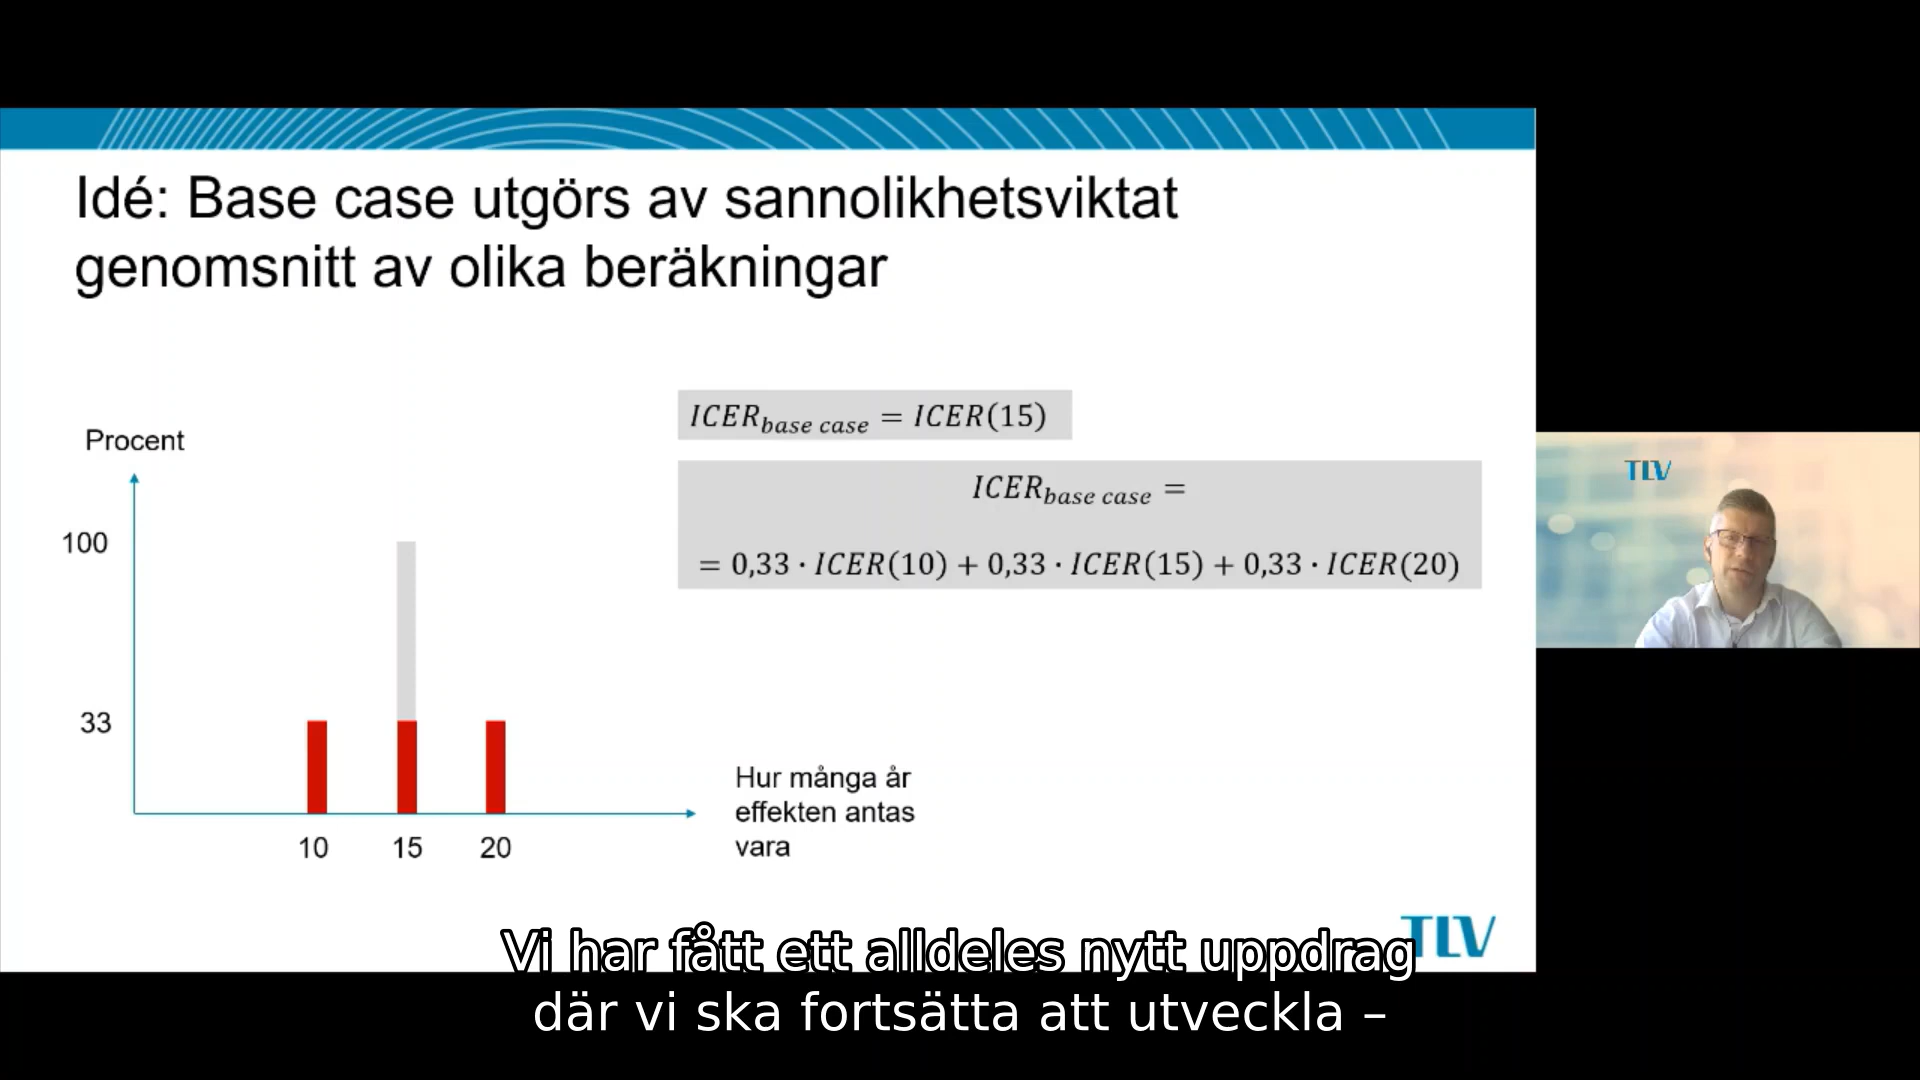 Idé: Base case utgörs av sannolikhetsviktat
genomsnitt av olika beräkningar
ICER_base case = ICER(15)
ICER_base case =
= 0,33 · ICER(10) + 0,33 · ICER(15) + 0,33 · ICER(20)
Procent
100
33
10 15 20
Hur många år
effekten antas
vara
TLV
TLV
Vi har fått ett alldeles nytt uppdrag
där vi ska fortsätta att utveckla –